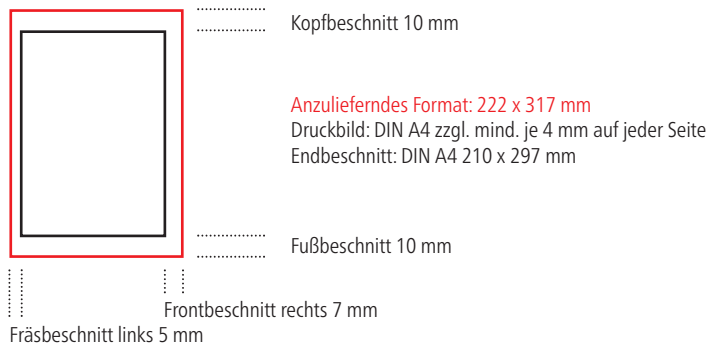 Kopfbeschnitt 10 mm
Anzulieferndes Format: 222 x 317 mm
Druckbild: DIN A4 zzgl. mind. je 4 mm auf jeder Seite
Endbeschnitt: DIN A4 210 x 297 mm
Fußbeschnitt 10 mm
Frontbeschnitt rechts 7 mm
Fräsbeschnitt links 5 mm